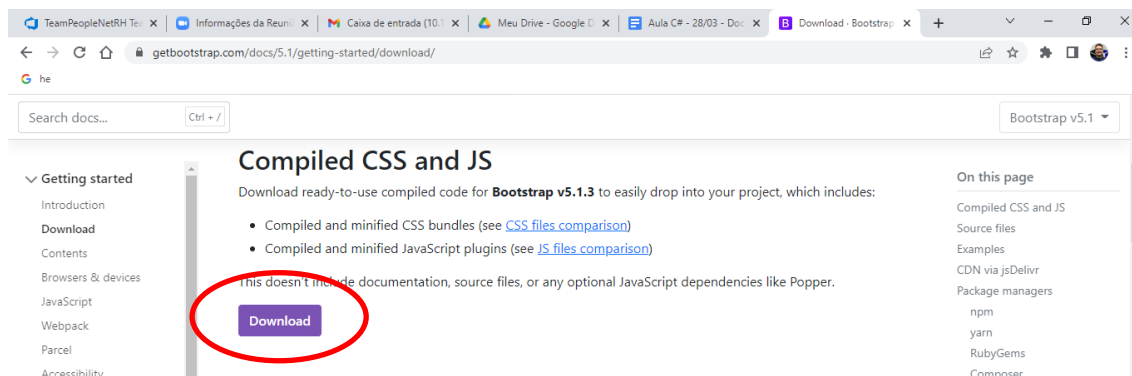 TeamPeopleNetRH Tea
Informações da Reuni
Caixa de entrada (10.1
Meu Drive - Google D
Aula C# - 28/03 - Doc
Download · Bootstrap
getbootstrap.com/docs/5.1/getting-started/download/
G he
Search docs...
Ctrl + /
Bootstrap v5.1
Getting started
Introduction
Download
Contents
Browsers & devices
JavaScript
Webpack
Parcel
Accessibility
Compiled CSS and JS
Download ready-to-use compiled code for Bootstrap v5.1.3 to easily drop into your project, which includes:
• Compiled and minified CSS bundles (see CSS files comparison)
• Compiled and minified JavaScript plugins (see JS files comparison)
This doesn't include documentation, source files, or any optional JavaScript dependencies like Popper.
Download
On this page
Compiled CSS and JS
Source files
Examples
CDN via jsDelivr
Package managers
npm
yarn
RubyGems
Composer